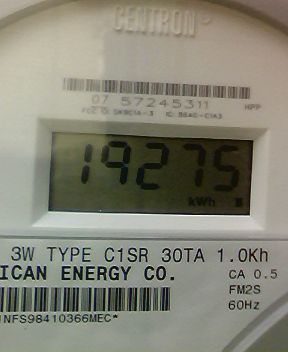 CENTRON
07 57245311 HPP
19275
kWh
3W TYPE C1SR 30TA 1.0Kh
ICAN ENERGY CO. CA 0.5
FM2S
60Hz
NFS98410366MEC*